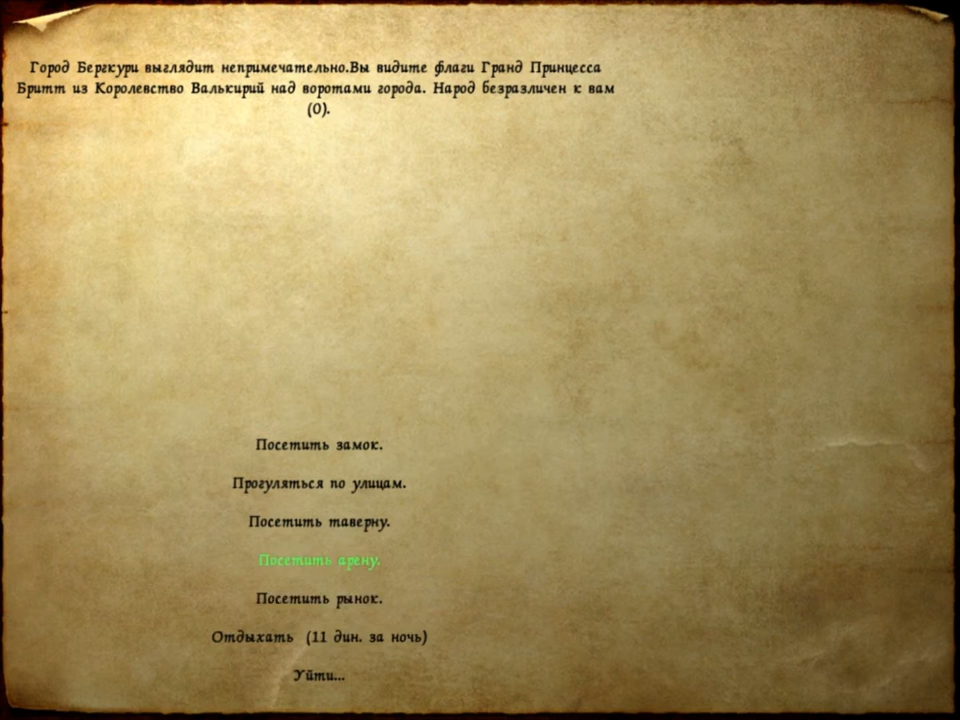 Город Бергкури выглядит непримечательно.Вы видите флаги Гранд Принцесса
Бритт из Королевство Валькирий над воротами города. Народ безразличен к вам
(0).
Посетить замок.
Прогуляться по улицам.
Посетить таверну.
Посетить арену.
Посетить рынок.
Отдыхать (11 дин. за ночь)
Уйти...